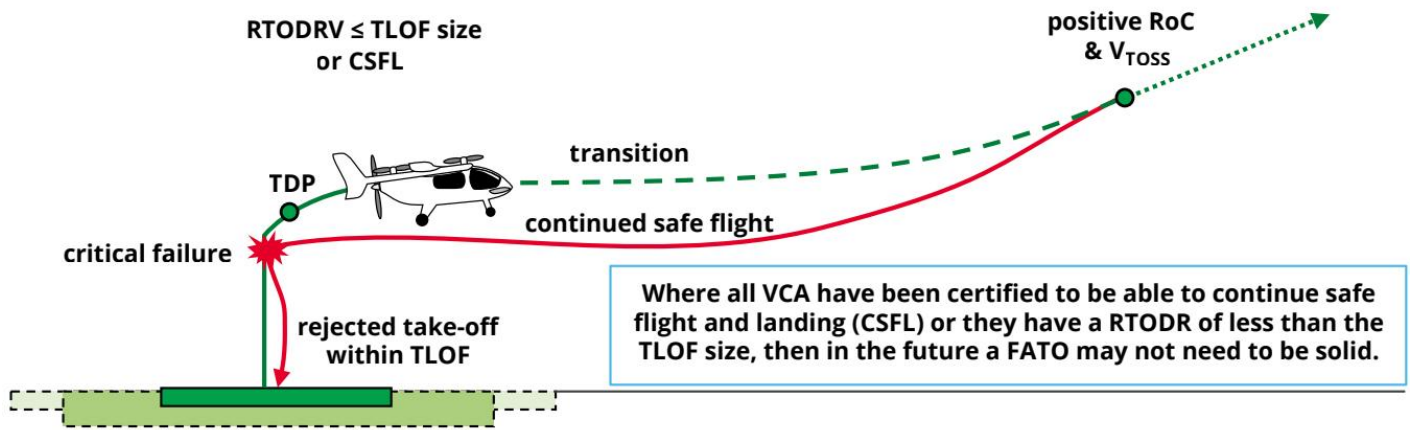 RTODRV ≤ TLOF size
or CSFL
positive RoC
& VTOSS
transition
TDP
continued safe flight
critical failure
rejected take-off
within TLOF
Where all VCA have been certified to be able to continue safe
flight and landing (CSFL) or they have a RTODR of less than the
TLOF size, then in the future a FATO may not need to be solid.